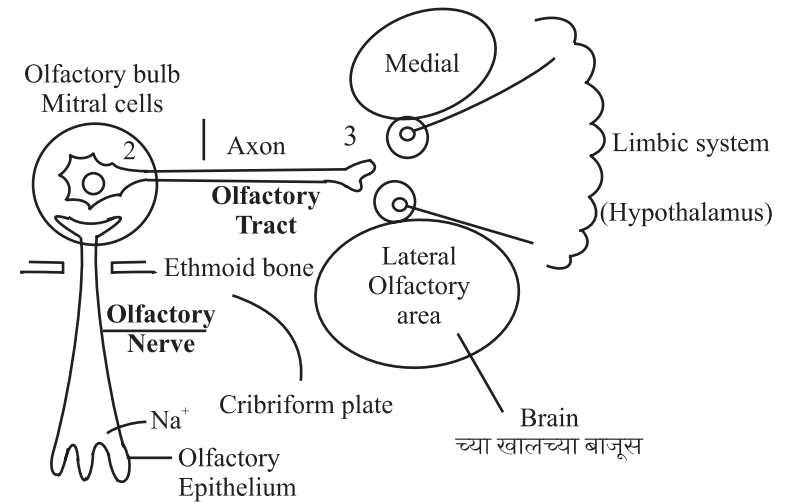 Olfactory bulb
Mitral cells
2
Axon
Olfactory
Tract
3
Medial
Limbic system
(Hypothalamus)
Lateral
Olfactory
area
Ethmoid bone
Olfactory
Nerve
Cribriform plate
Na⁺
Olfactory
Epithelium
Brain
च्या खालच्या बाजूस